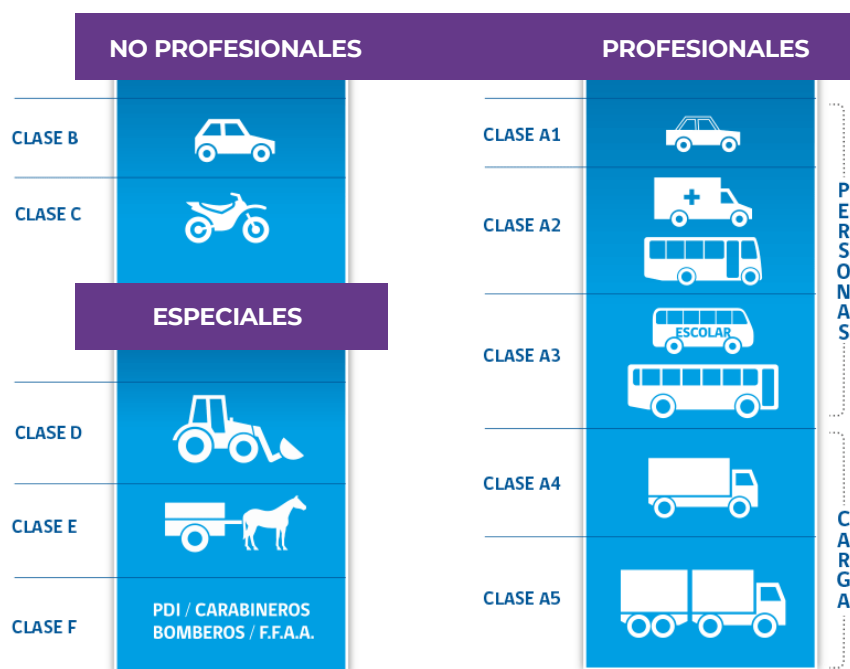 NO PROFESIONALES
CLASE B
CLASE C
ESPECIALES
CLASE D
CLASE E
CLASE F
PDI / CARABINEROS
BOMBEROS / F.F.A.A.
PROFESIONALES
CLASE A1
CLASE A2
CLASE A3
ESCOLAR
CLASE A4
CLASE A5
PERSONAS
CARGA